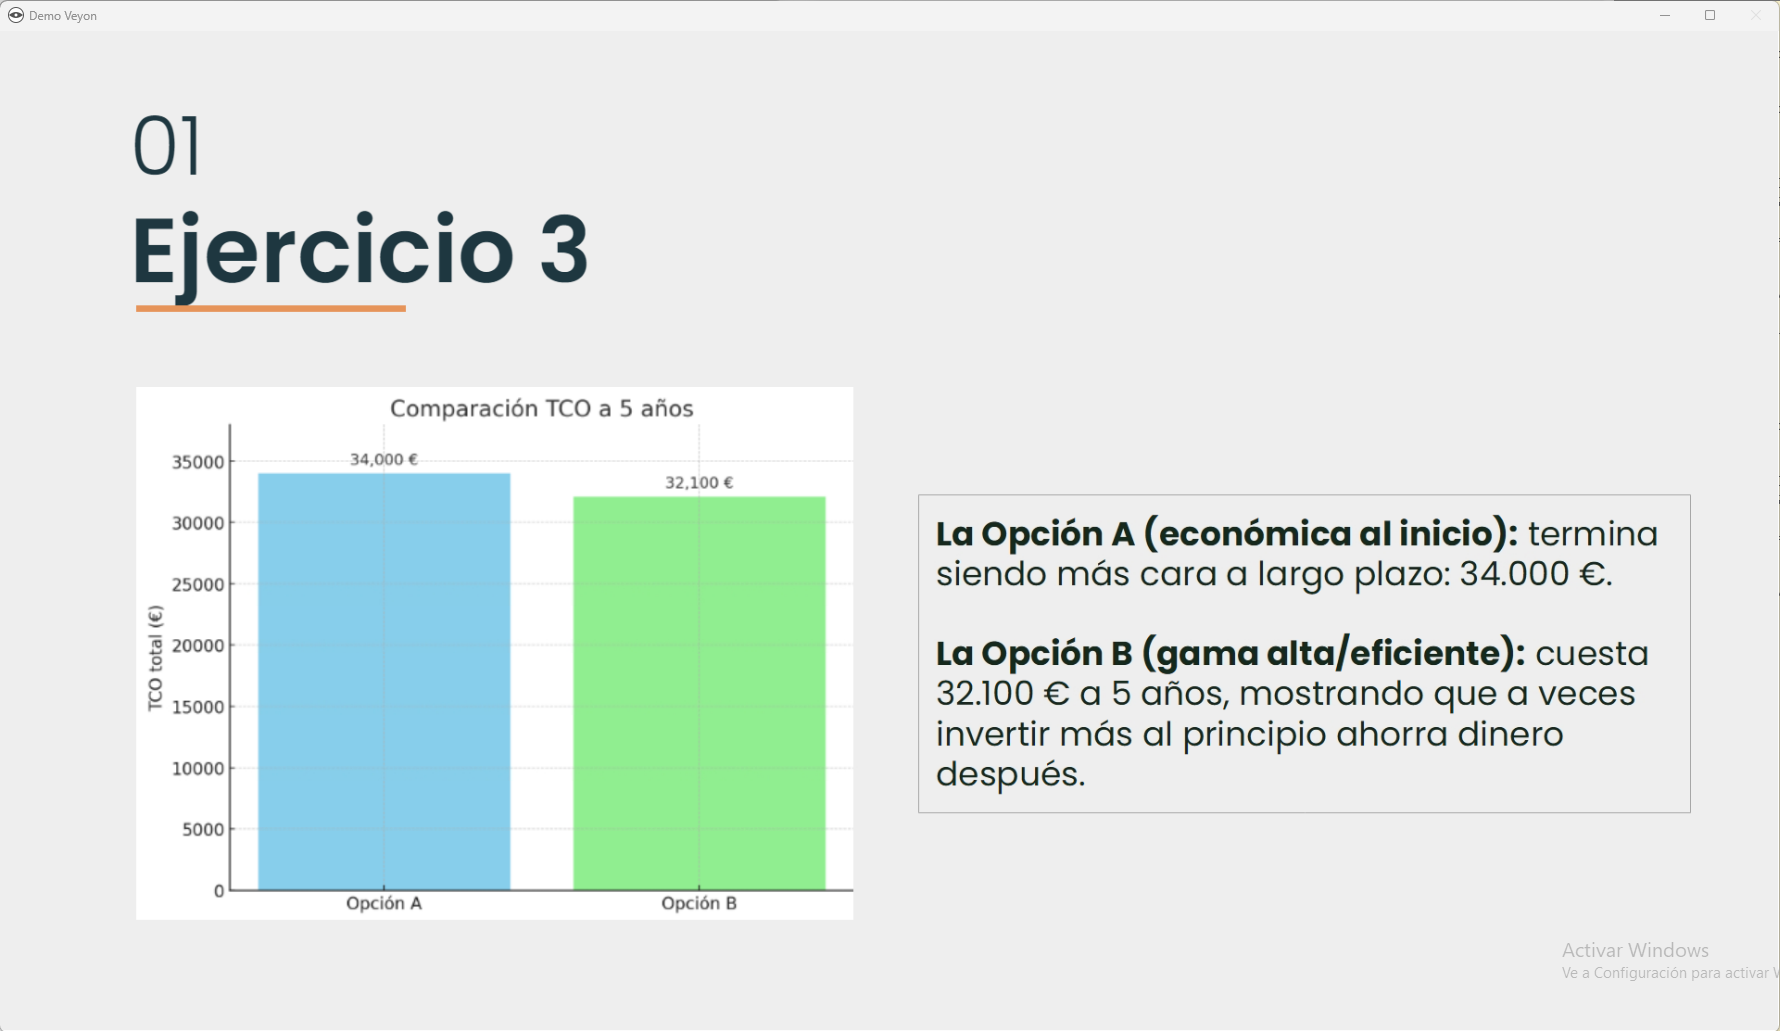 Demo Veyon
01
Ejercicio 3
Comparación TCO a 5 años
TCO total (€)
35000
30000
25000
20000
15000
10000
5000
0
34,000 €
32,100 €
Opción A
Opción B
La Opción A (económica al inicio): termina
siendo más cara a largo plazo: 34.000 €.
La Opción B (gama alta/eficiente): cuesta
32.100 € a 5 años, mostrando que a veces
invertir más al principio ahorra dinero
después.
Activar Windows
Ve a Configuración para activar